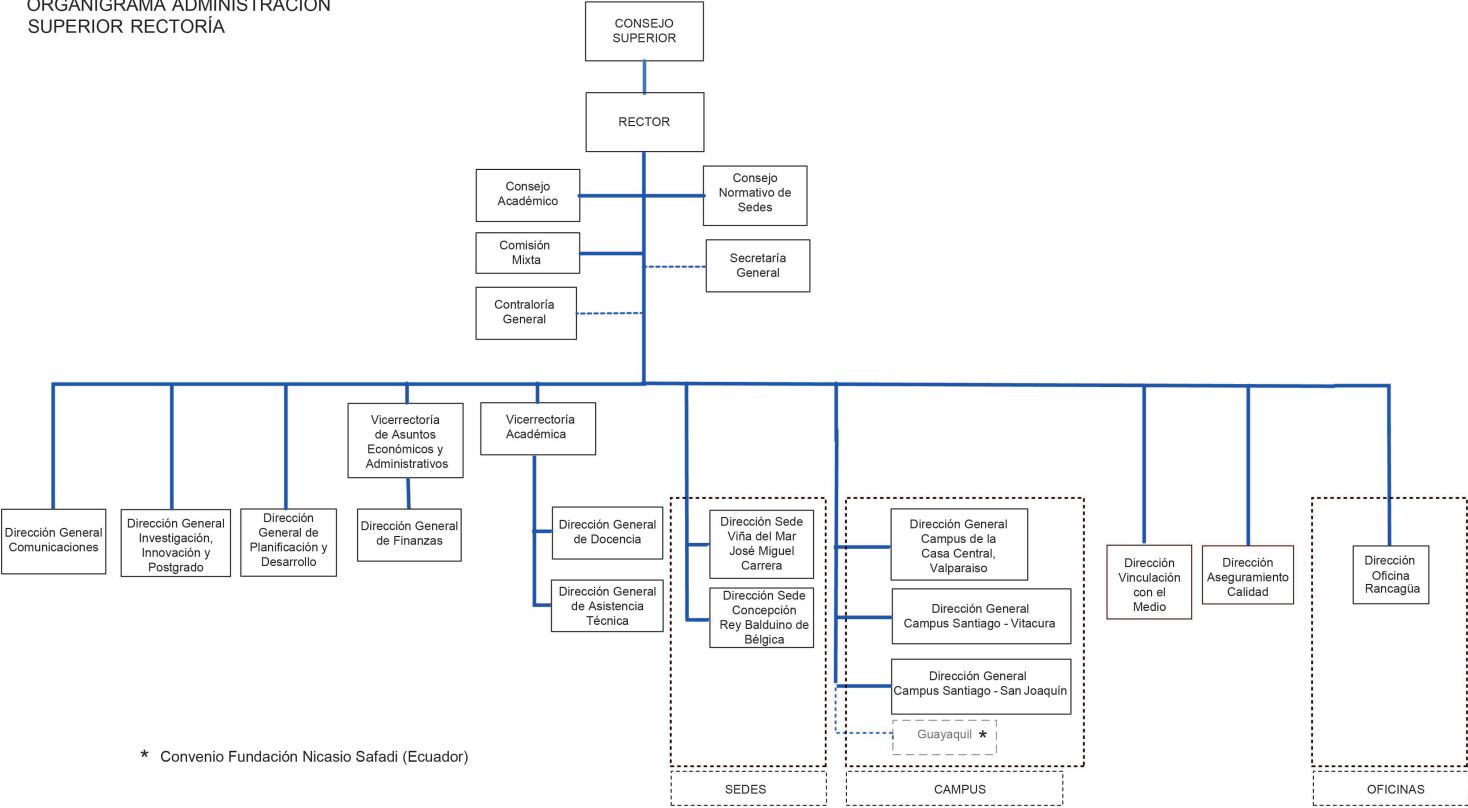 ORGANIGRAMA ADMINISTRACIÓN
SUPERIOR RECTORÍA
CONSEJO
SUPERIOR
RECTOR
Consejo
Académico
Consejo
Normativo de
Sedes
Comisión
Mixta
Secretaría
General
Contraloría
General
Vicerrectoría
de Asuntos
Económicos y
Administrativos
Vicerrectoría
Académica
Dirección General
Comunicaciones
Dirección General
Investigación,
Innovación y
Postgrado
Dirección
General de
Planificación y
Desarrollo
Dirección General
de Finanzas
Dirección General
de Docencia
Dirección General
de Asistencia
Técnica
Dirección Sede
Viña del Mar
José Miguel
Carrera
Dirección Sede
Concepción
Rey Balduino de
Bélgica
Dirección General
Campus de la
Casa Central,
Valparaiso
Dirección General
Campus Santiago - Vitacura
Dirección General
Campus Santiago - San Joaquín
Guayaquil *
Dirección
Vinculación
con el
Medio
Dirección
Aseguramiento
Calidad
Dirección
Oficina
Rancagüa
* Convenio Fundación Nicasio Safadi (Ecuador)
SEDES
CAMPUS
OFICINAS